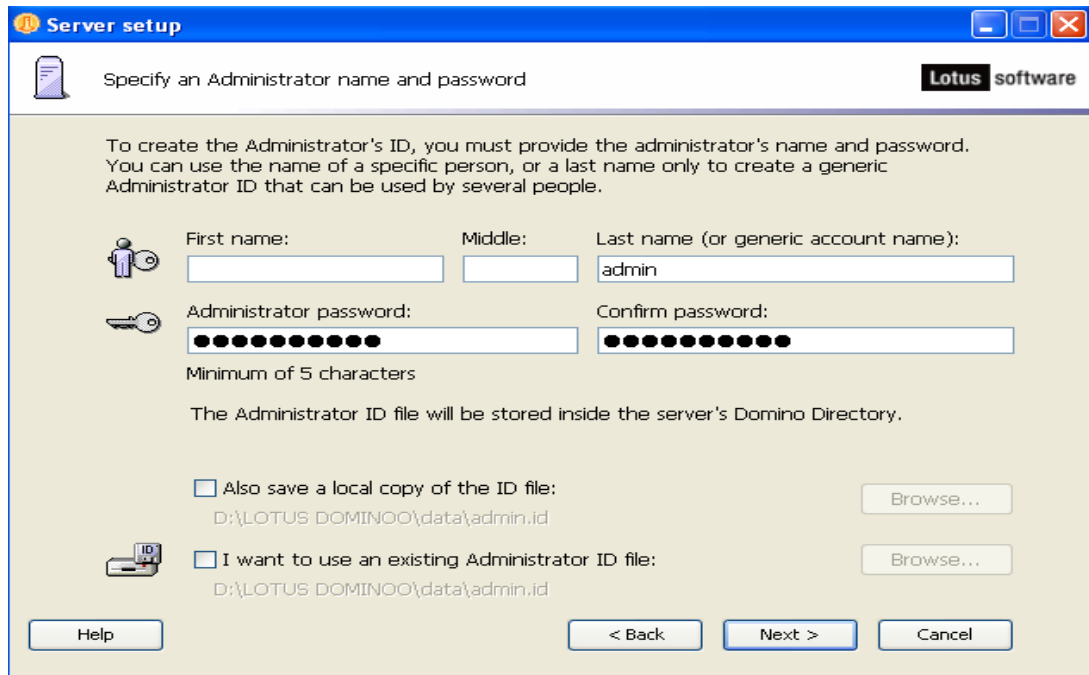 Server setup
Specify an Administrator name and password
Lotus software
To create the Administrator's ID, you must provide the administrator's name and password.
You can use the name of a specific person, or a last name only to create a generic
Administrator ID that can be used by several people.
First name: Middle: Last name (or generic account name):
admin
Administrator password: Confirm password:
●●●●●●●●●● ●●●●●●●●●●
Minimum of 5 characters
The Administrator ID file will be stored inside the server's Domino Directory.
Also save a local copy of the ID file: Browse...
D:\LOTUS DOMINOO\data\admin.id
ID
I want to use an existing Administrator ID file: Browse...
D:\LOTUS DOMINOO\data\admin.id
Help < Back Next > Cancel